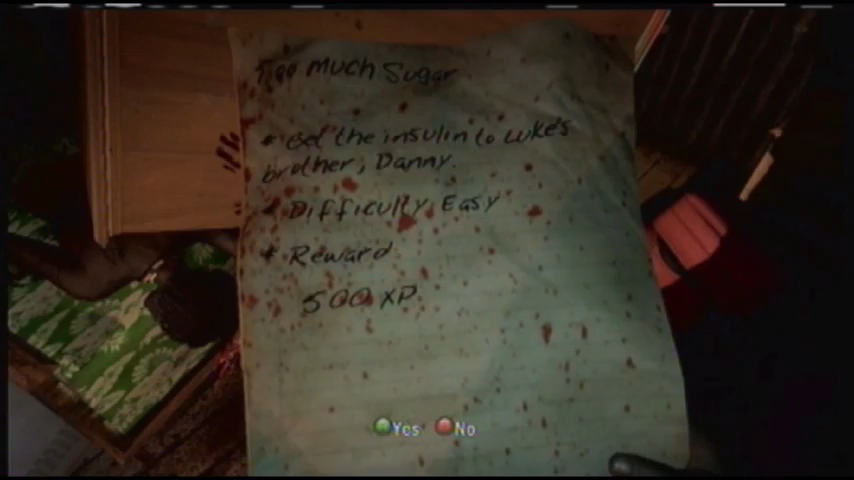 Too Much Sugar
* Get the insulin to Luke's
brother, Danny.
* Difficulty Easy
* Reward
500 XP
Yes No